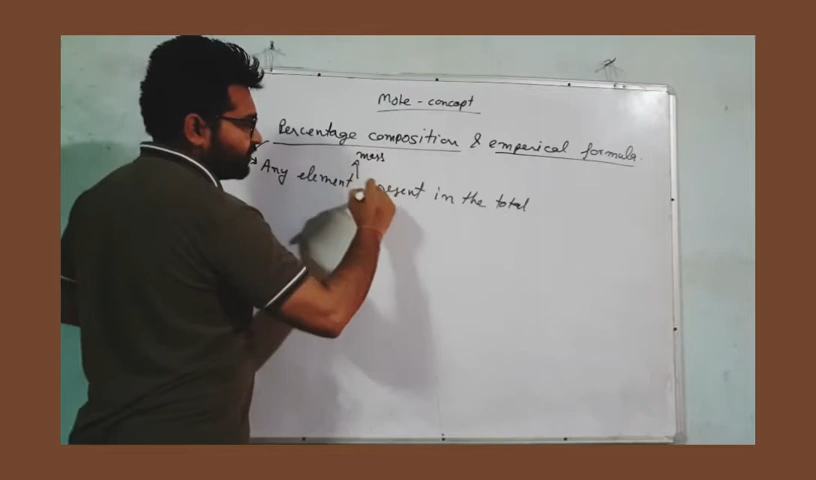 Mole - concept
Percentage composition & emperical formula.
mass
Any element present in the total